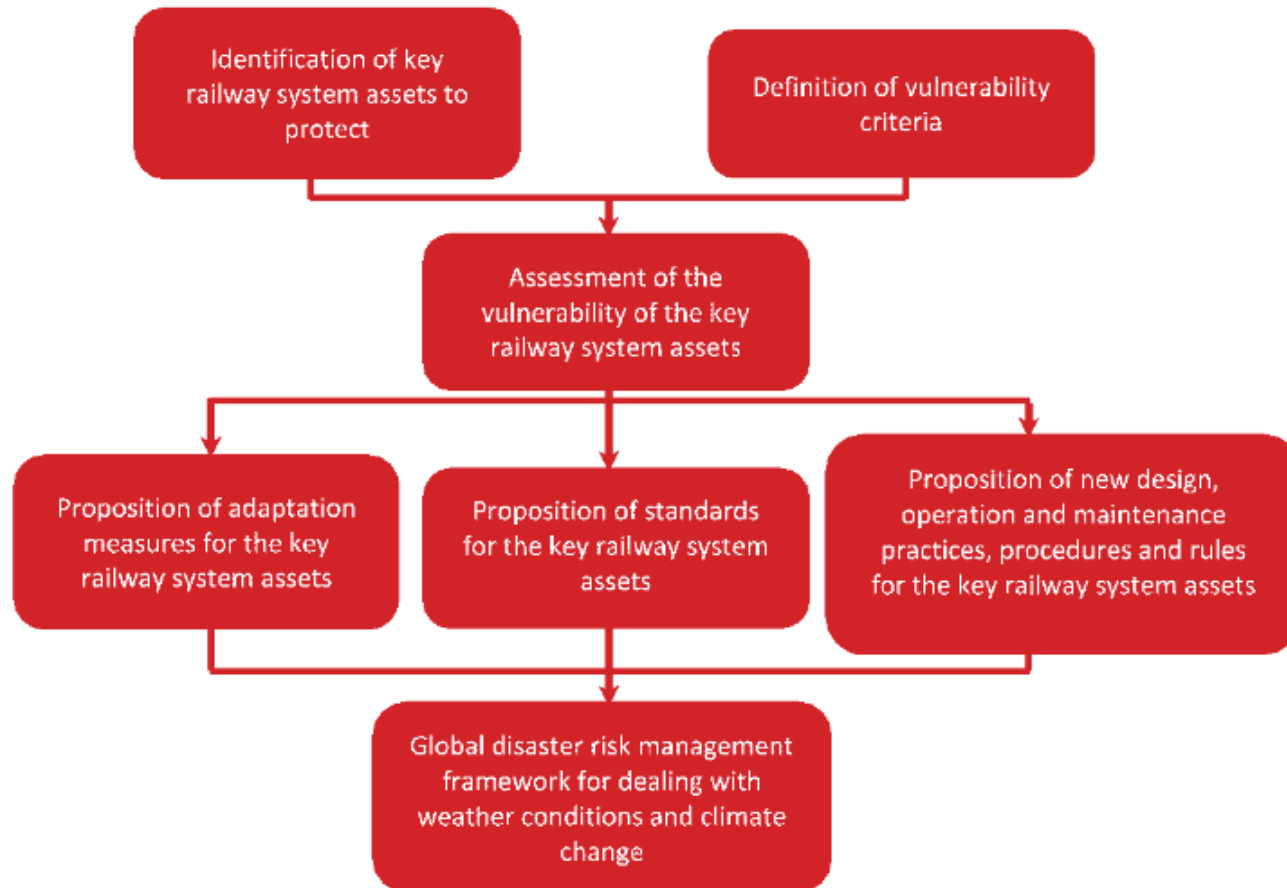 Identification of key
railway system assets to
protect
Definition of vulnerability
criteria
Assessment of the
vulnerability of the key
railway system assets
Proposition of adaptation
measures for the key
railway system assets
Proposition of standards
for the key railway system
assets
Proposition of new design,
operation and maintenance
practices, procedures and rules
for the key railway system assets
Global disaster risk management
framework for dealing with
weather conditions and climate
change